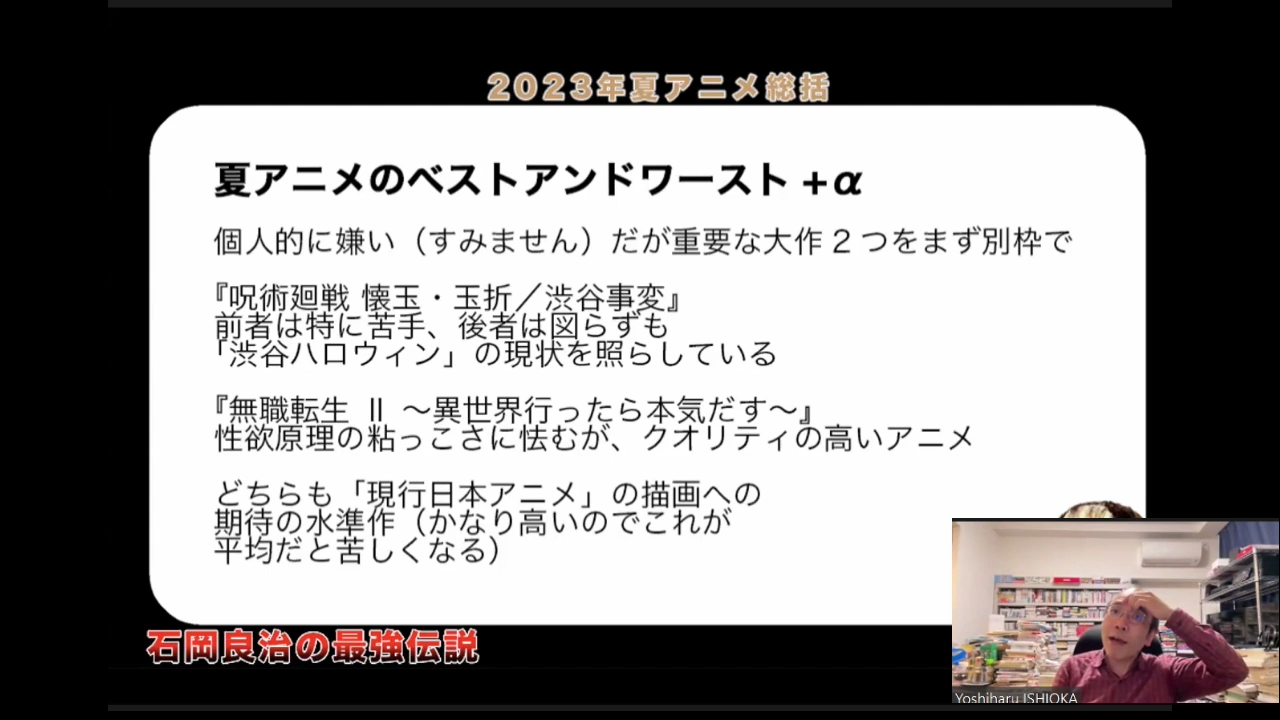 2023年夏アニメ総括
夏アニメのベストアンドワースト +α
個人的に嫌い（すみません）だが重要な大作 2 つをまず別枠で
『呪術廻戦 懐玉・玉折／渋谷事変』
前者は特に苦手、後者は図らずも
「渋谷ハロウィン」の現状を照らしている
『無職転生 Ⅱ ～異世界行ったら本気だす～』
性欲原理の粘っこさに怯むが、クオリティの高いアニメ
どちらも「現行日本アニメ」の描画への
期待の水準作（かなり高いのでこれが
平均だと苦しくなる）
石岡良治の最強伝説
Yoshiharu ISHIOKA